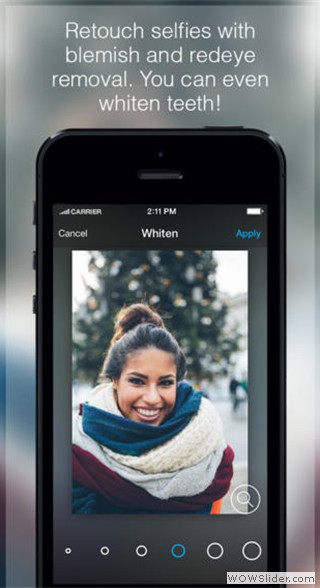 Retouch selfies with
blemish and redeye
removal. You can even
whiten teeth!
CARRIER 2:11 PM
Cancel Whiten Apply
WOWSlider.com